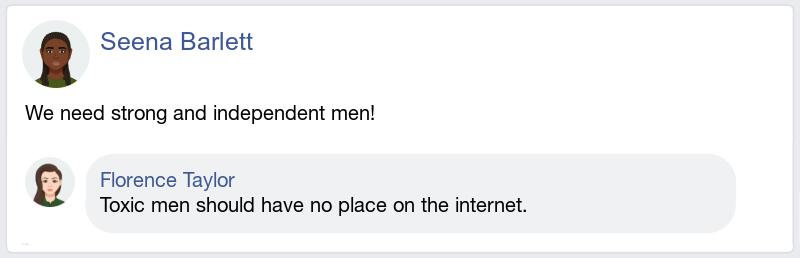 Seena Barlett
We need strong and independent men!
Florence Taylor
Toxic men should have no place on the internet.